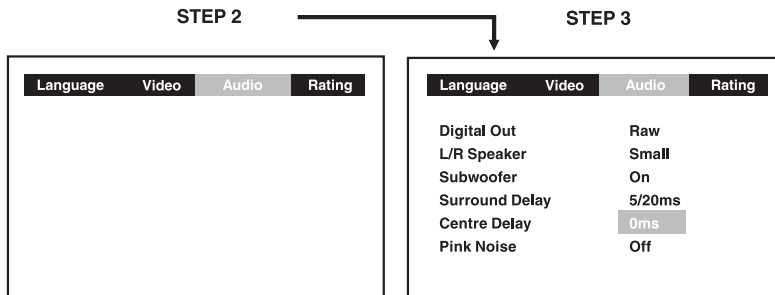 STEP 2
STEP 3
Language Video Audio Rating
Language Video Audio Rating
Digital Out Raw
L/R Speaker Small
Subwoofer On
Surround Delay 5/20ms
Centre Delay 0ms
Pink Noise Off